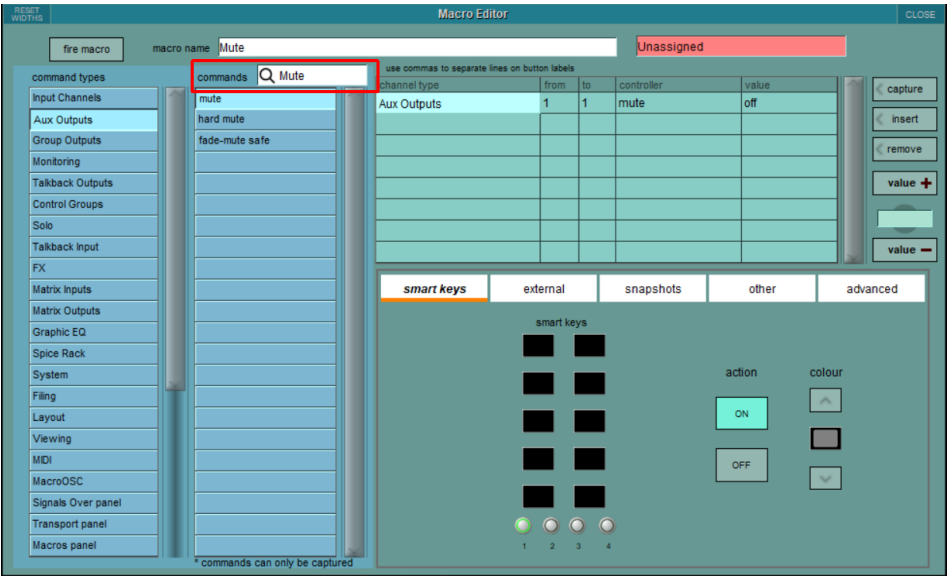 RESET
WIDTHS
Macro Editor
CLOSE
fire macro
macro name
Mute
Unassigned
use commas to separate lines on button labels
command types
commands
Mute
Input Channels
Aux Outputs
Group Outputs
Monitoring
Talkback Outputs
Control Groups
Solo
Talkback Input
FX
Matrix Inputs
Matrix Outputs
Graphic EQ
Spice Rack
System
Filing
Layout
Viewing
MIDI
MacroOSC
Signals Over panel
Transport panel
Macros panel
mute
hard mute
fade-mute safe
* commands can only be captured
channel type from to controller value
Aux Outputs 1 1 mute off
capture
insert
remove
value +
value −
smart keys external snapshots other advanced
smart keys
1 2 3 4
action
ON
OFF
colour